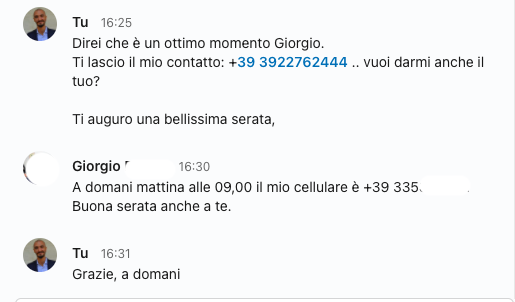 Tu 16:25
Direi che è un ottimo momento Giorgio.
Ti lascio il mio contatto: +39 3922762444 .. vuoi darmi anche il
tuo?
Ti auguro una bellissima serata,
Giorgio 16:30
A domani mattina alle 09,00 il mio cellulare è +39 335
Buona serata anche a te.
Tu 16:31
Grazie, a domani